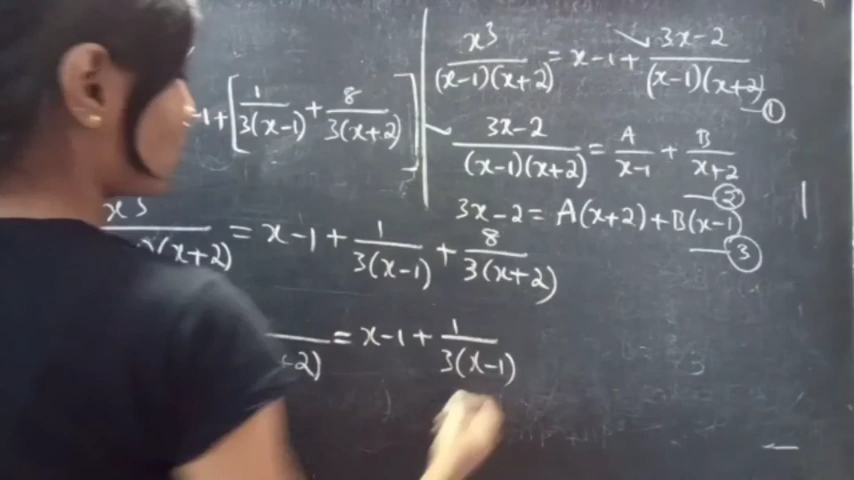 -1+[1/3(x-1) + 8/3(x+2)]
x³/(x-1)(x+2) = x-1+ 3x-2/(x-1)(x+2) —①
3x-2/(x-1)(x+2) = A/x-1 + B/x+2 —②
3x-2 = A(x+2)+B(x-1) —③
x³/)(x+2) = x-1+ 1/3(x-1) + 8/3(x+2)
+2) = x-1+ 1/3(x-1)